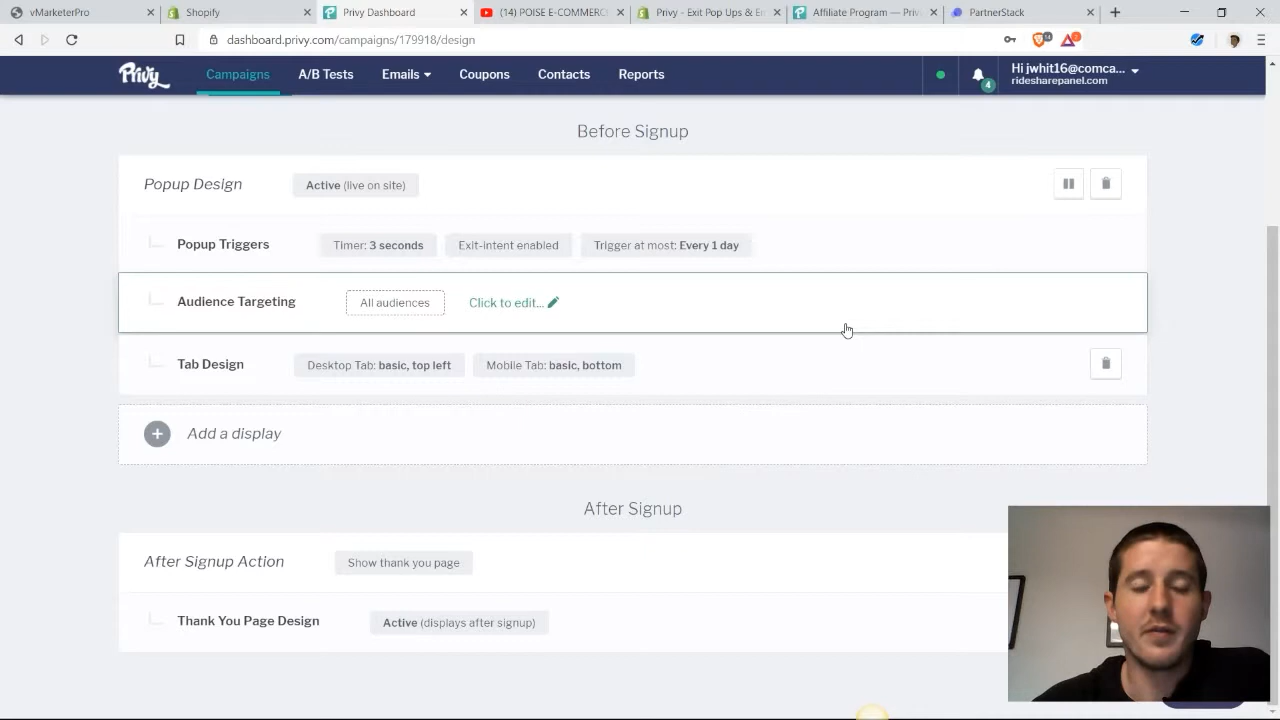 vMarketerPro
Shopify
Privy Dashboard
(14) POISE E-COMMERC
Privy - Exit Pop Ups & E
Affiliate Program — Priv
PartnerStack
dashboard.privy.com/campaigns/179918/design
Privy
Campaigns
A/B Tests
Emails
Coupons
Contacts
Reports
4
Hi jwhit16@comca...
ridesharepanel.com
Before Signup
Popup Design
Active (live on site)
Popup Triggers
Timer: 3 seconds
Exit-intent enabled
Trigger at most: Every 1 day
Audience Targeting
All audiences
Click to edit...
Tab Design
Desktop Tab: basic, top left
Mobile Tab: basic, bottom
Add a display
After Signup
After Signup Action
Show thank you page
Thank You Page Design
Active (displays after signup)